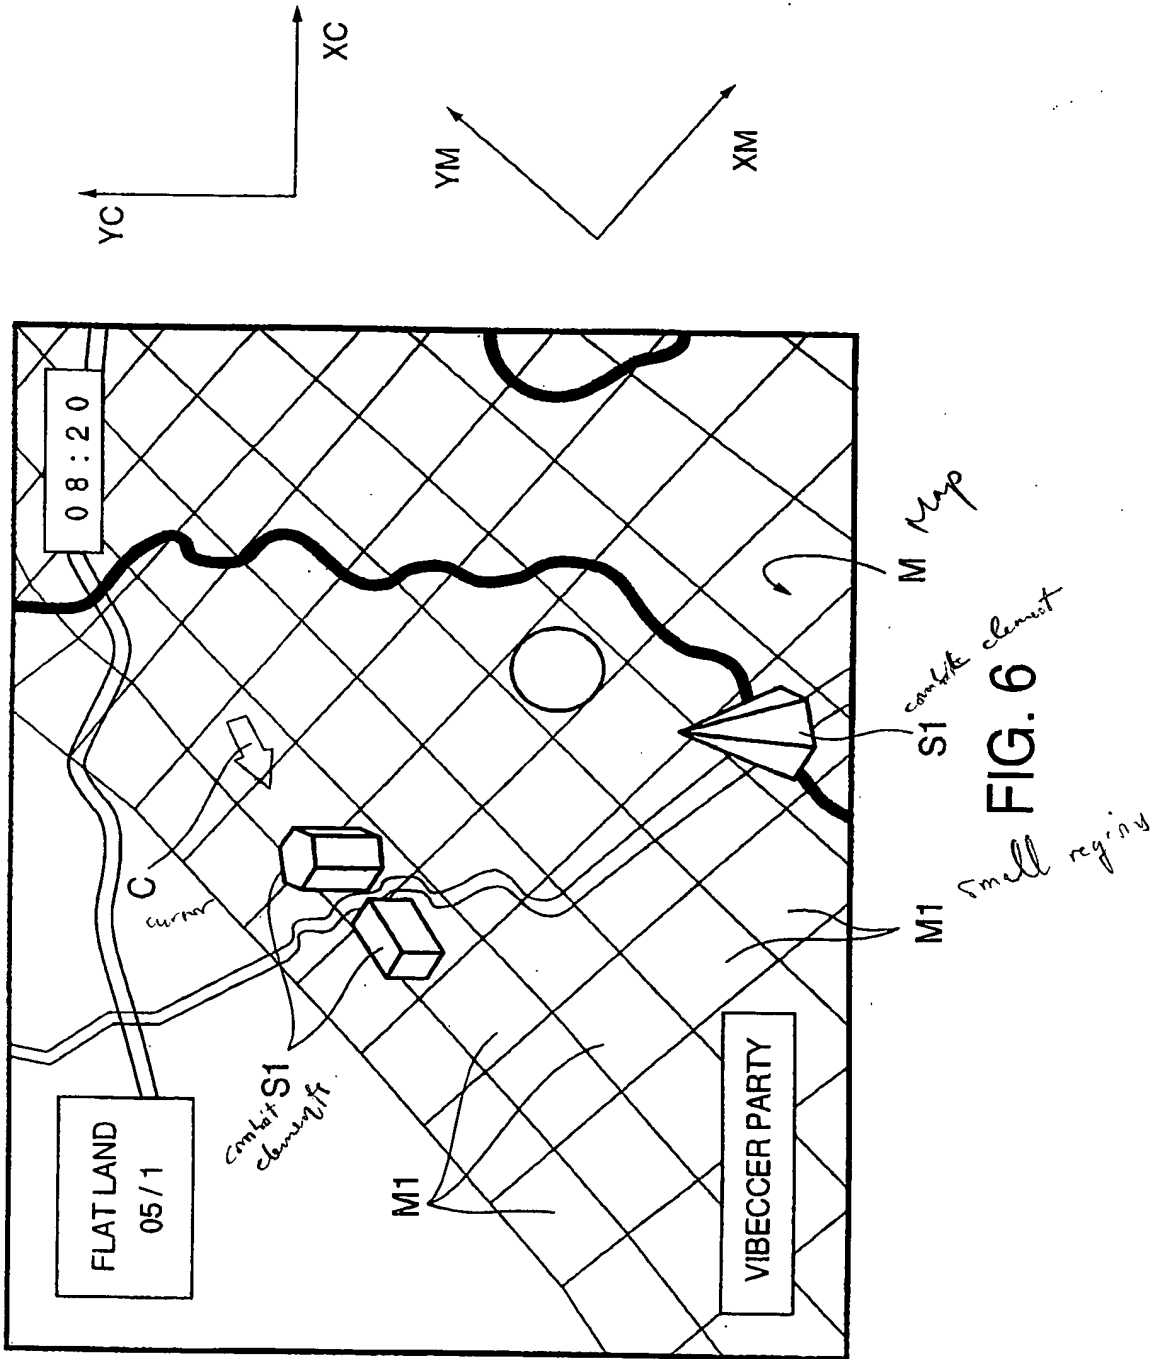 FLAT LAND
05/1
08:20
VIBECCER PARTY
C
cursor
S1
combat
elements
M1
M1
small regions
S1
combate element
M
Map
FIG. 6
YC
XC
YM
XM